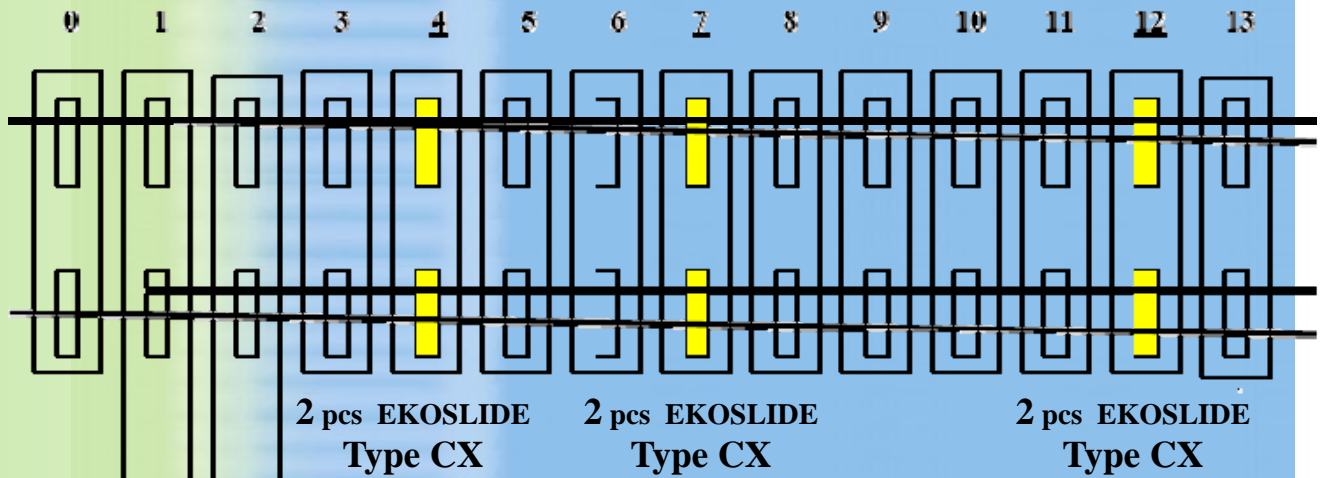 0 1 2 3 4 5 6 7 8 9 10 11 12 13
2 pcs EKOSLIDE 2 pcs EKOSLIDE 2 pcs EKOSLIDE
Type CX Type CX Type CX